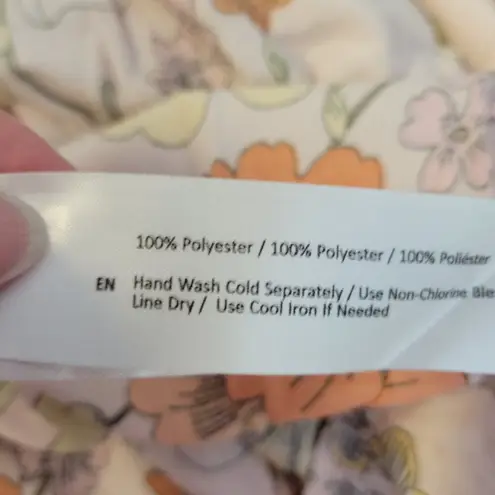 100% Polyester / 100% Polyester / 100% Poliéster
EN Hand Wash Cold Separately / Use Non-Chlorine Ble
Line Dry / Use Cool Iron If Needed